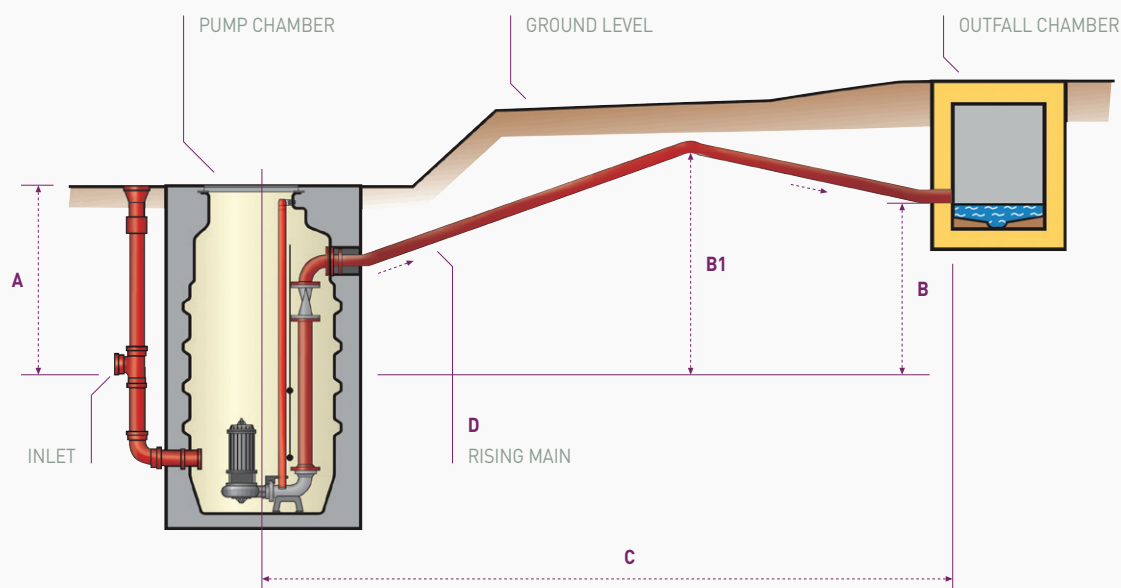 PUMP CHAMBER
GROUND LEVEL
OUTFALL CHAMBER
A
B1
B
D
INLET
RISING MAIN
C